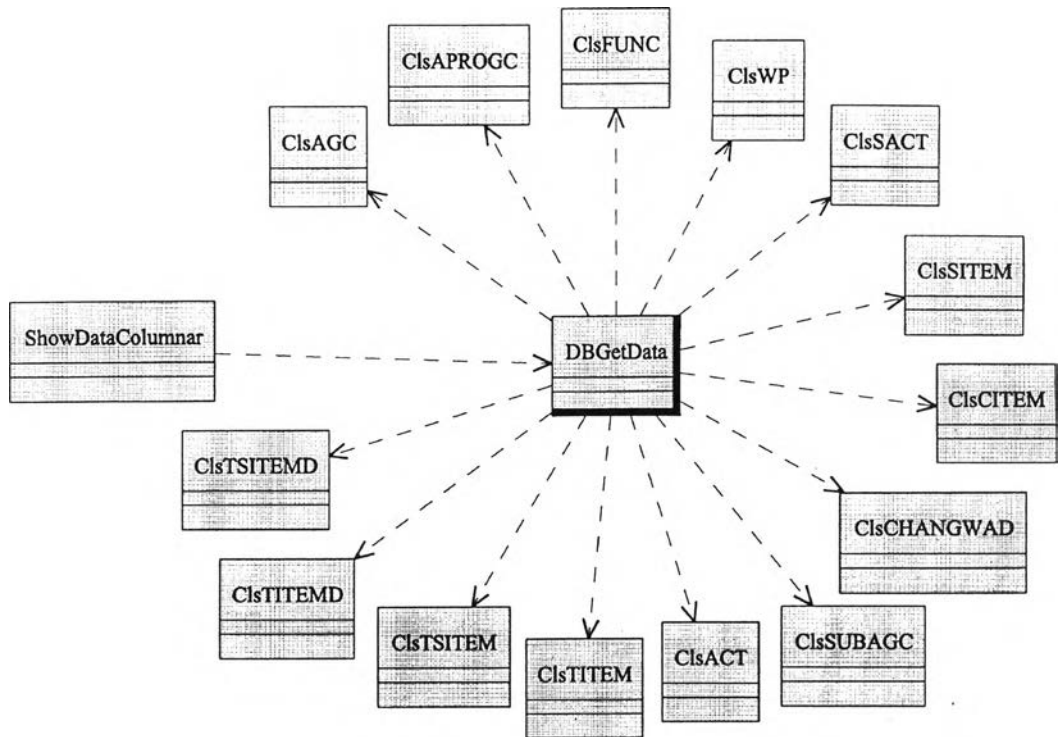 ClsFUNC
ClsWP
ClsAPROGC
ClsAGC
ClsSACT
ClsSITEM
ShowDataColumnar
DBGetData
ClsCITEM
ClsTSITEMD
ClsCHANGWAD
ClsTITEMD
ClsTSITEM
ClsTITEM
ClsACT
ClsSUBAGC